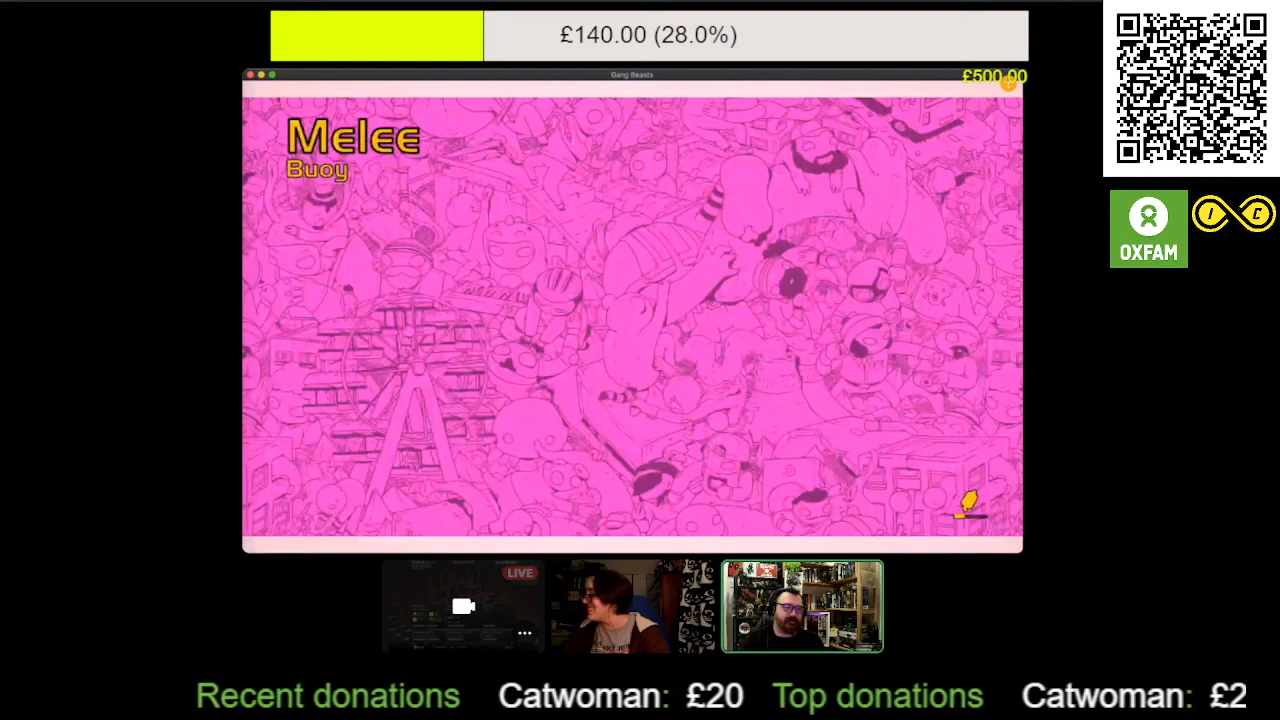 £140.00 (28.0%)
Gang Beasts
£500.00
Melee
Buoy
OXFAM
I C
LIVE
Recent donations Catwoman: £20 Top donations Catwoman: £2